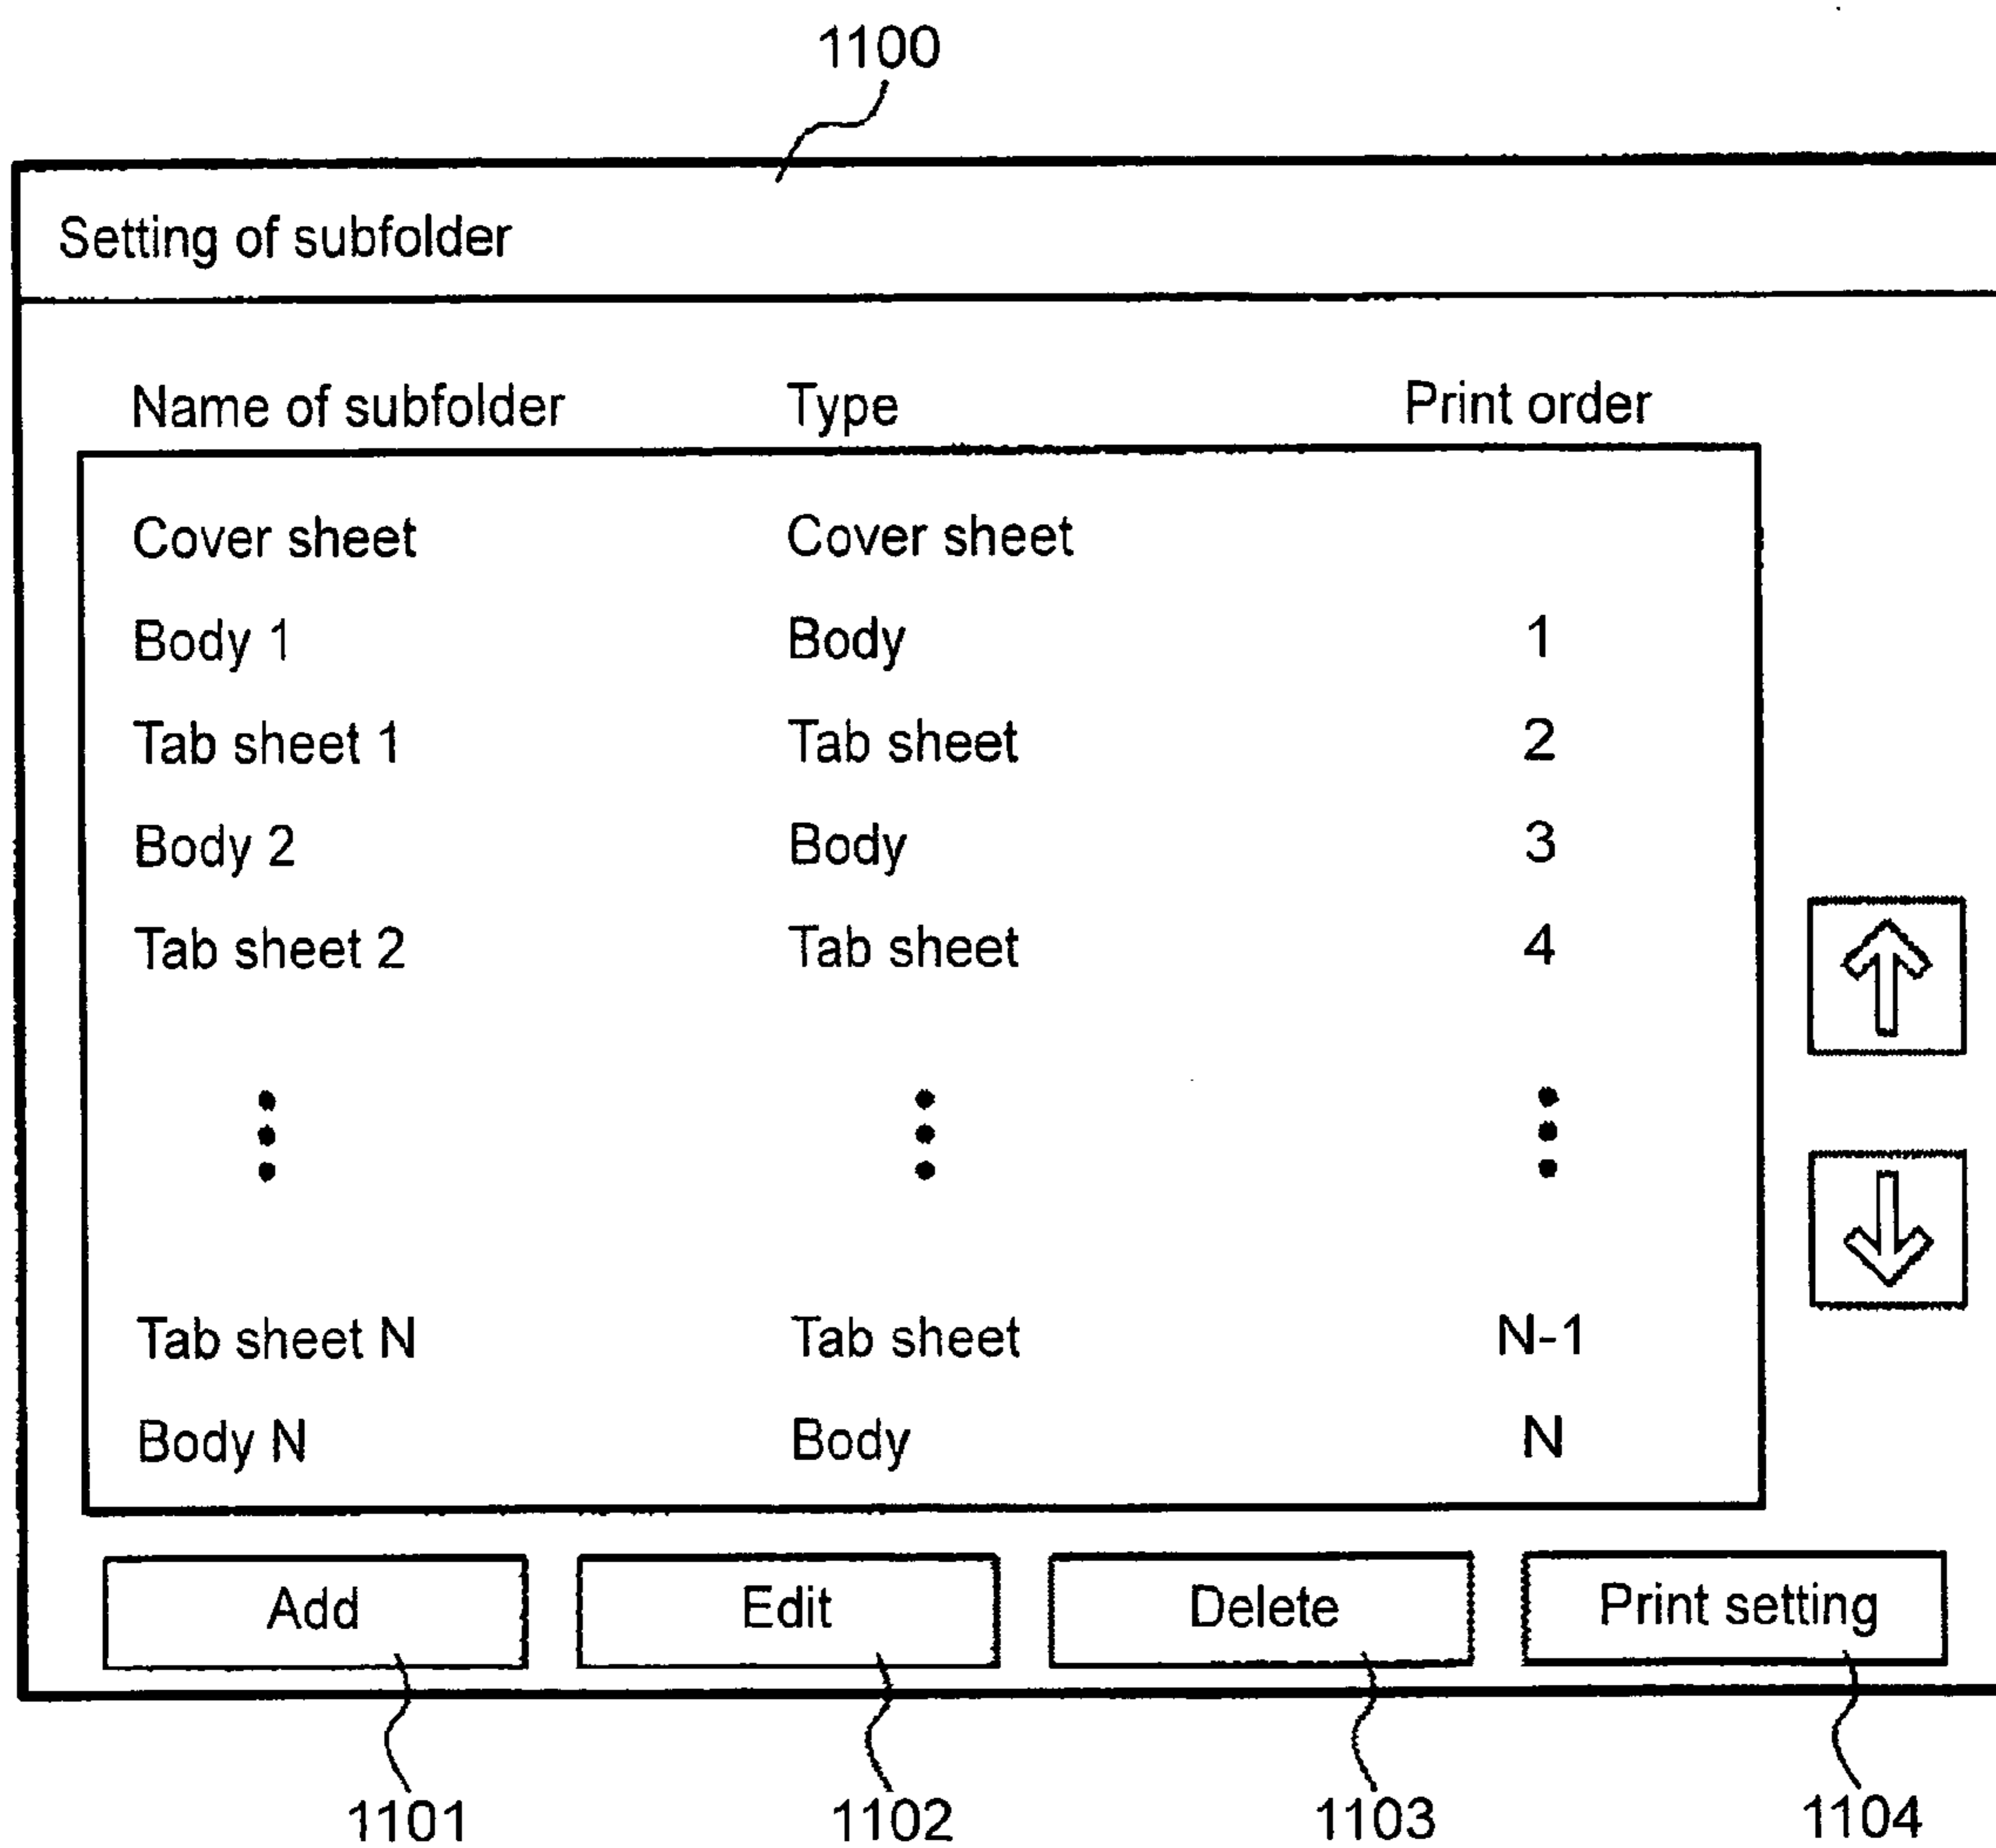 1100
Setting of subfolder
Name of subfolder Type Print order
Cover sheet Cover sheet
Body 1 Body 1
Tab sheet 1 Tab sheet 2
Body 2 Body 3
Tab sheet 2 Tab sheet 4
Tab sheet N Tab sheet N-1
Body N Body N
Add Edit Delete Print setting
1101 1102 1103 1104